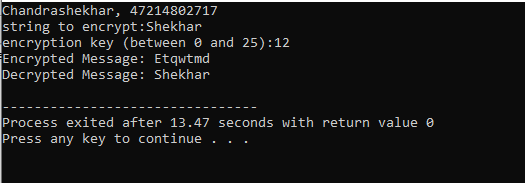 Chandrashekhar, 47214802717
string to encrypt:Shekhar
encryption key (between 0 and 25):12
Encrypted Message: Etqwtmd
Decrypted Message: Shekhar
--------------------------------
Process exited after 13.47 seconds with return value 0
Press any key to continue . . .